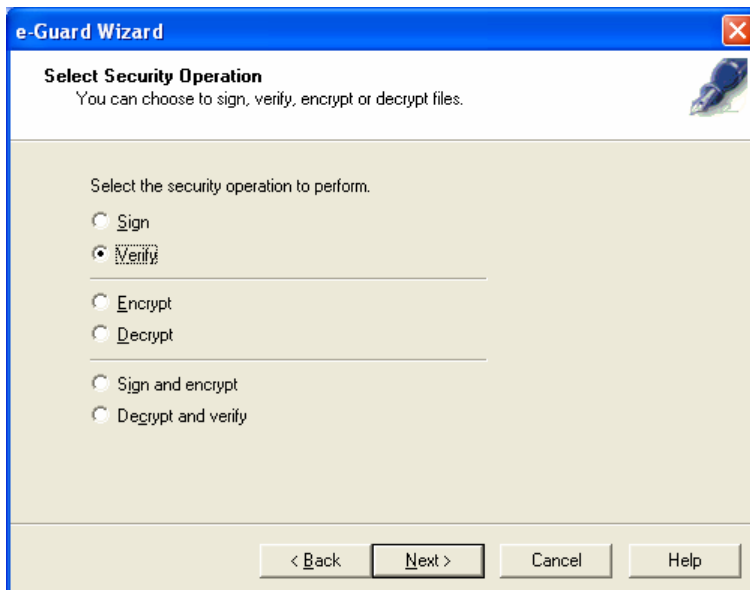 e-Guard Wizard
Select Security Operation
You can choose to sign, verify, encrypt or decrypt files.
Select the security operation to perform.
Sign
Verify
Encrypt
Decrypt
Sign and encrypt
Decrypt and verify
< Back Next > Cancel Help